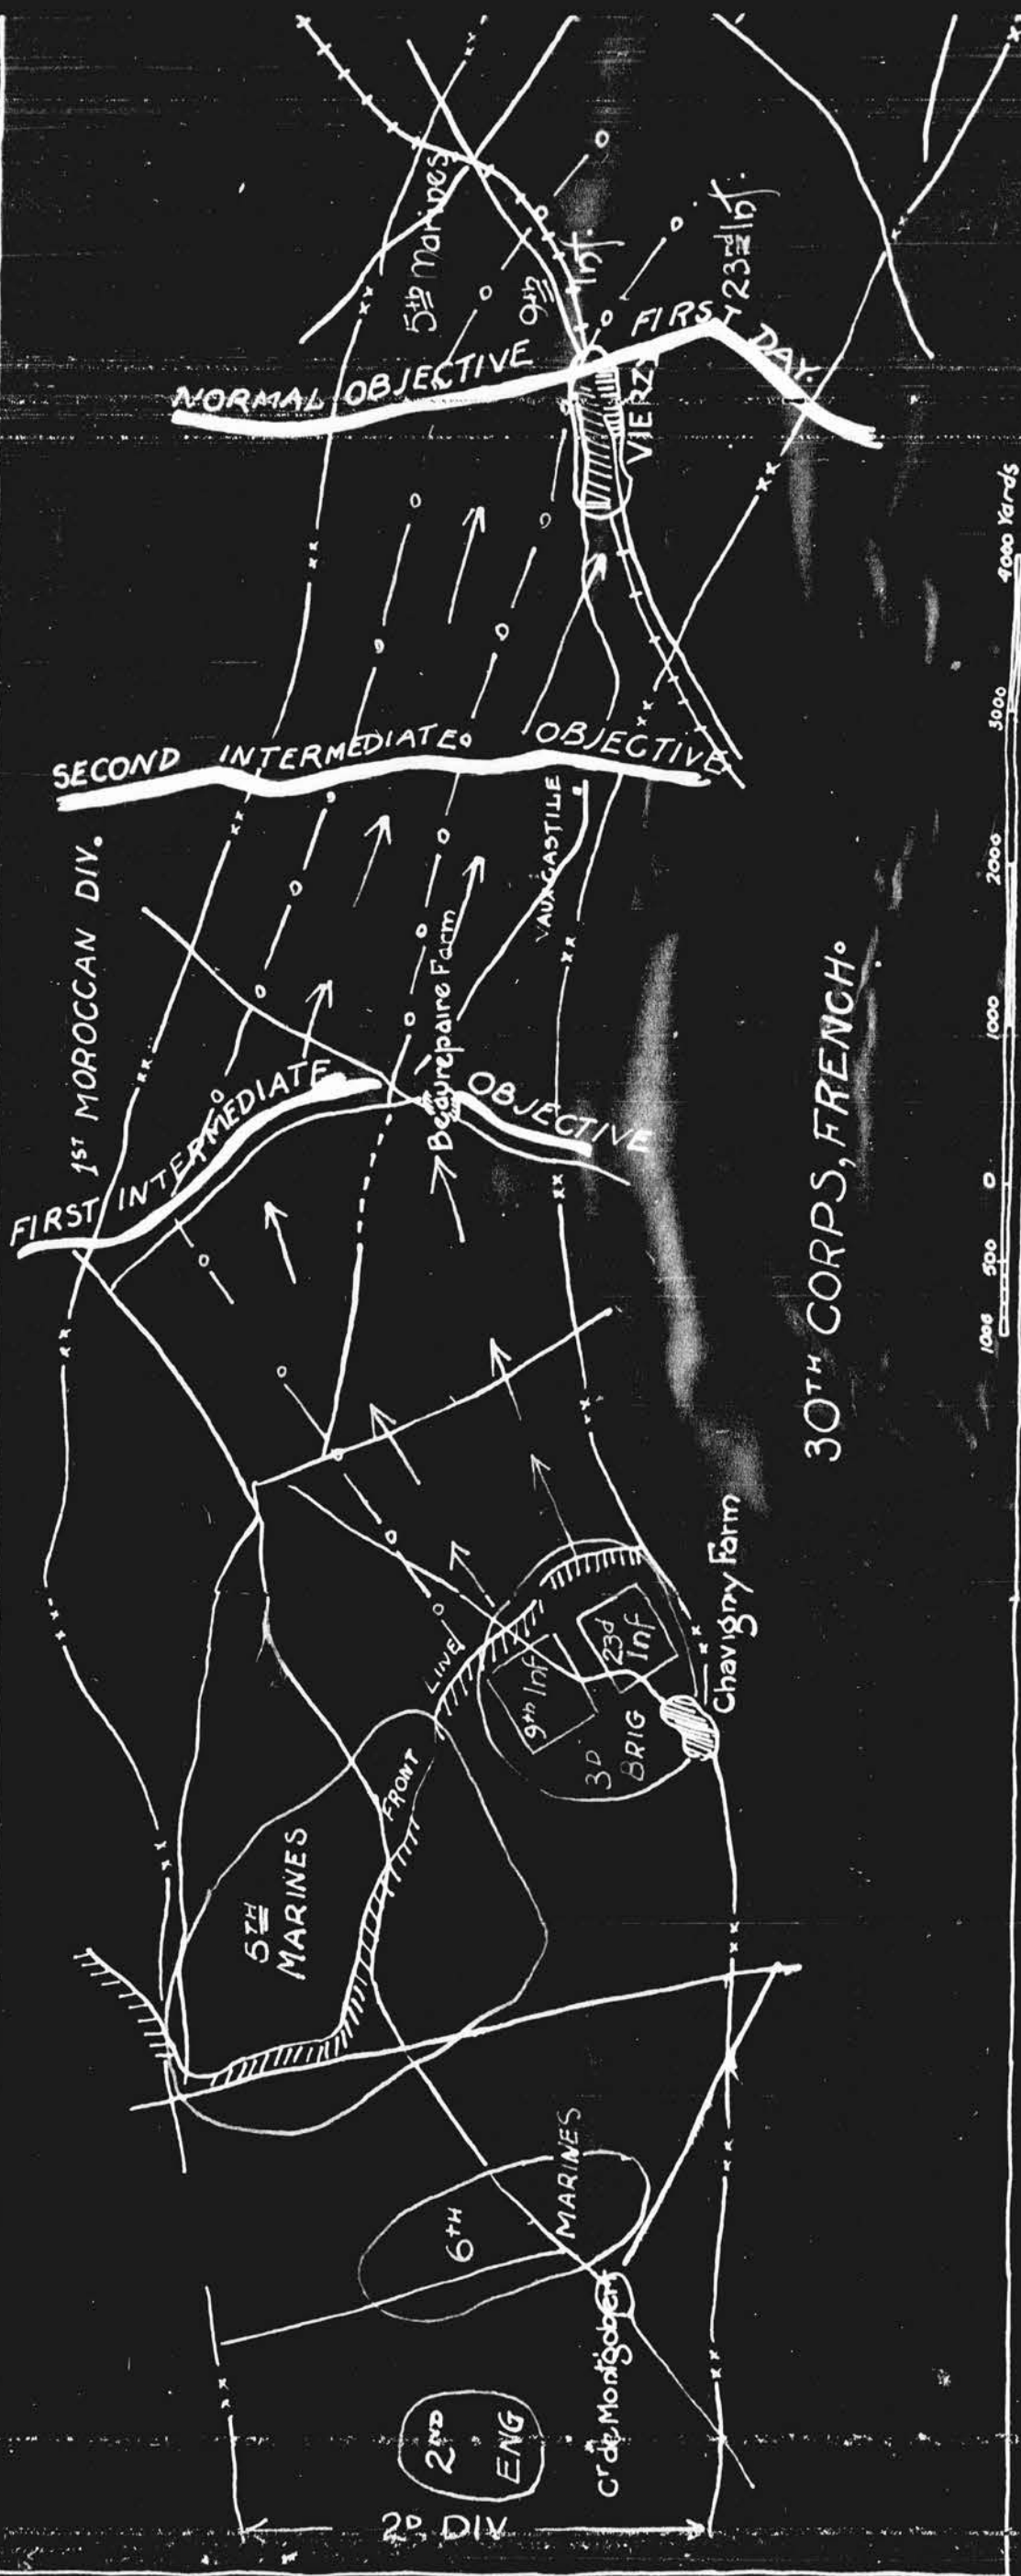 1ST MOROCCAN DIV.
FIRST INTERMEDIATE OBJECTIVE
SECOND INTERMEDIATE OBJECTIVE
NORMAL OBJECTIVE FIRST DAY.
5th Marines
9th Inf.
23rd Inf.
VIERZY
VAUXCASTILE
Beaurepaire Farm
FRONT LINE
5TH
MARINES
9th Inf
23d
Inf
3D
BRIG
Chavigny Farm
6TH
MARINES
Cr de Montgobert
2ND
ENG
2D DIV
30TH CORPS, FRENCH.
1000 500 0 1000 2000 3000 4000 Yards